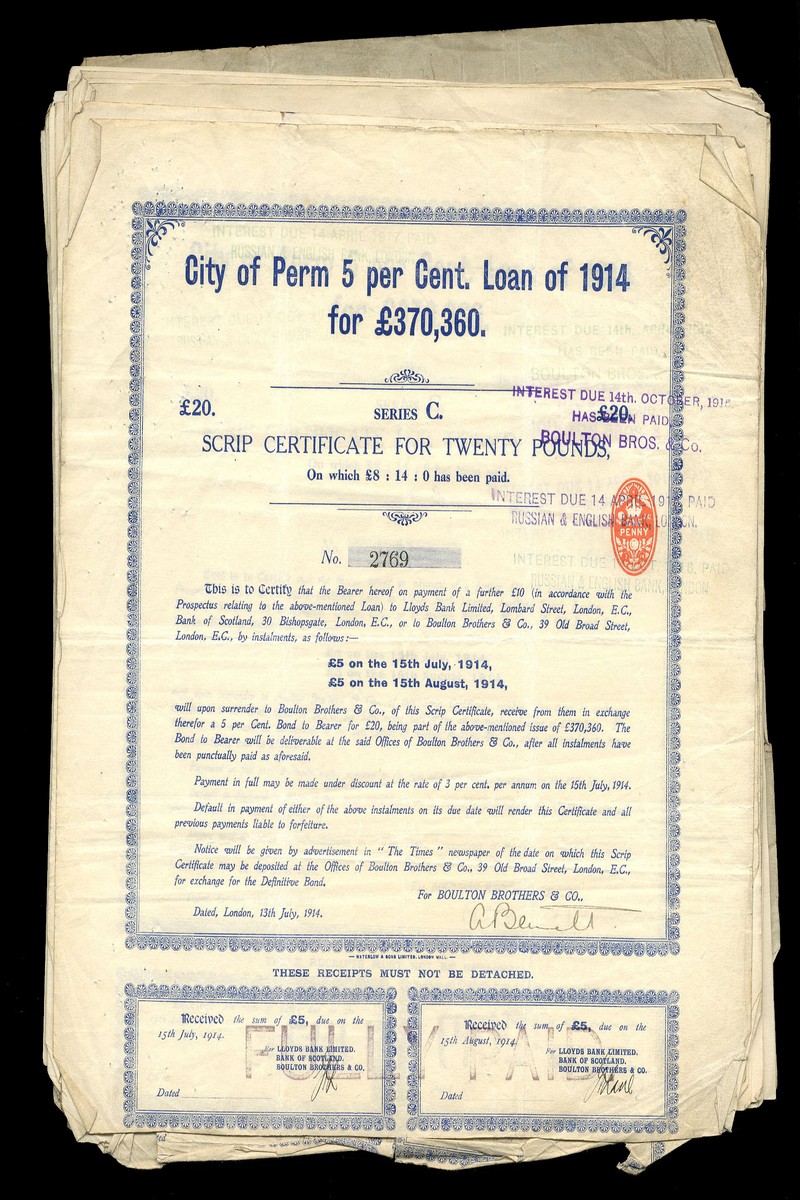 City of Perm 5 per Cent. Loan of 1914
for £370,360.
£20. SERIES C. £20.
INTEREST DUE 14th. OCTOBER,
HAS BEEN PAID.
BOULTON BROS. & Co.
SCRIP CERTIFICATE FOR TWENTY POUNDS,
On which £8 : 14 : 0 has been paid.
INTEREST DUE 14 APRIL PAID
RUSSIAN & ENGLISH BANK, LONDON.
PENNY
No. 2769
This is to Certify that the Bearer hereof on payment of a further £10 (in accordance with the
Prospectus relating to the above-mentioned Loan) to Lloyds Bank Limited, Lombard Street, London, E.C.,
Bank of Scotland, 30 Bishopsgate, London, E.C., or to Boulton Brothers & Co., 39 Old Broad Street,
London, E.C., by instalments, as follows:—
£5 on the 15th July, 1914,
£5 on the 15th August, 1914,
will upon surrender to Boulton Brothers & Co., of this Scrip Certificate, receive from them in exchange
therefor a 5 per Cent. Bond to Bearer for £20, being part of the above-mentioned issue of £370,360. The
Bond to Bearer will be deliverable at the said Offices of Boulton Brothers & Co., after all instalments have
been punctually paid as aforesaid.
Payment in full may be made under discount at the rate of 3 per cent. per annum on the 15th July, 1914.
Default in payment of either of the above instalments on its due date will render this Certificate and all
previous payments liable to forfeiture.
Notice will be given by advertisement in "The Times" newspaper of the date on which this Scrip
Certificate may be deposited at the Offices of Boulton Brothers & Co., 39 Old Broad Street, London, E.C.,
for exchange for the Definitive Bond.
For BOULTON BROTHERS & CO.,
Dated, London, 13th July, 1914.
WATERLOW & SONS LIMITED, LONDON WALL.
THESE RECEIPTS MUST NOT BE DETACHED.
Received the sum of £5, due on the
15th July, 1914.
For LLOYDS BANK LIMITED.
BANK OF SCOTLAND.
BOULTON BROTHERS & CO.
Dated
Received the sum of £5, due on the
15th August, 1914.
For LLOYDS BANK LIMITED.
BANK OF SCOTLAND.
BOULTON BROTHERS & CO.
Dated
FULLY PAID